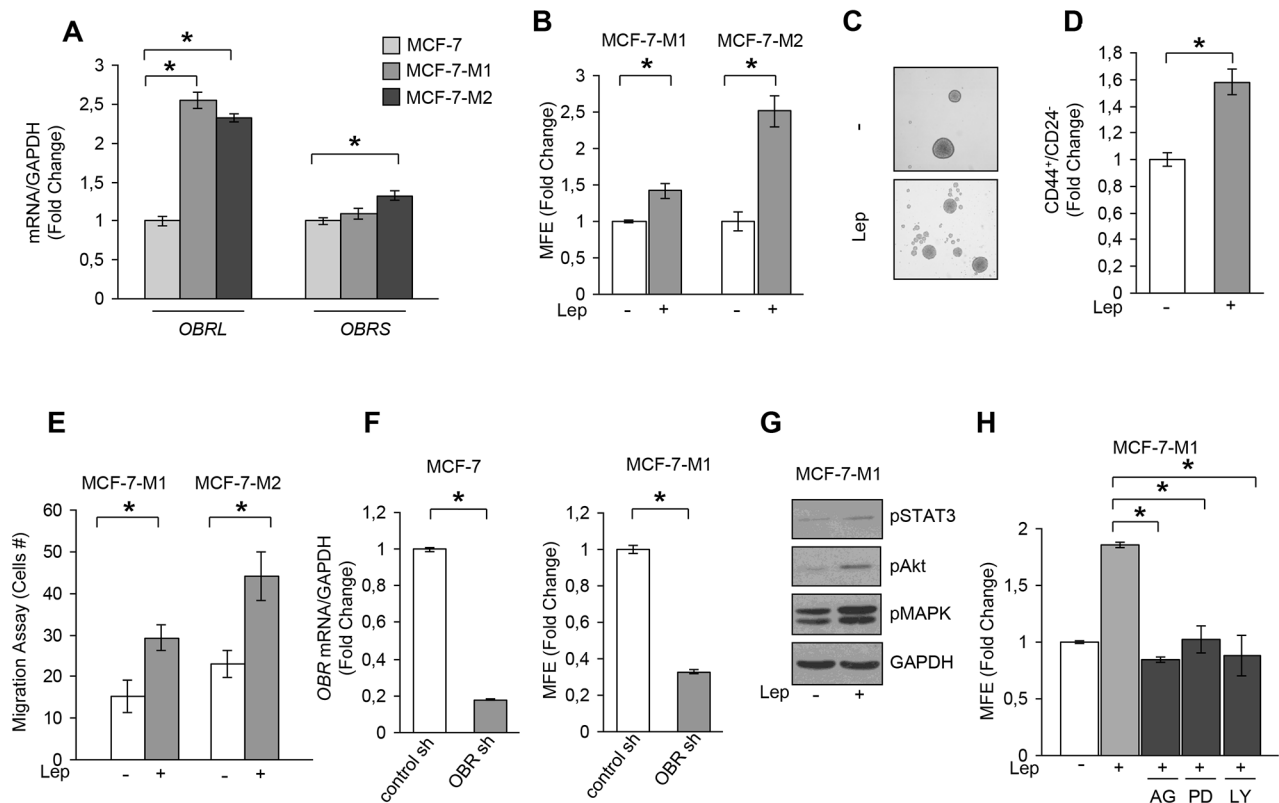 A
MCF-7
MCF-7-M1
MCF-7-M2
*
*
*
mRNA/GAPDH
(Fold Change)
3
2,5
2
1,5
1
0,5
0
OBRL
OBRS
B
MCF-7-M1
MCF-7-M2
*
*
MFE (Fold Change)
3
2,5
2
1,5
1
0,5
0
Lep - + - +
C
-
Lep
D
*
CD44+/CD24-
(Fold Change)
1,8
1,6
1,4
1,2
1
0,8
0,6
0,4
0,2
0
Lep - +
E
MCF-7-M1
MCF-7-M2
*
*
Migration Assay (Cells #)
60
50
40
30
20
10
0
Lep - + - +
F
MCF-7
*
OBR mRNA/GAPDH
(Fold Change)
1,2
1
0,8
0,6
0,4
0,2
0
control sh
OBR sh
MCF-7-M1
*
MFE (Fold Change)
1,2
1
0,8
0,6
0,4
0,2
0
control sh
OBR sh
G
MCF-7-M1
pSTAT3
pAkt
pMAPK
GAPDH
Lep - +
H
MCF-7-M1
*
*
*
MFE (Fold Change)
2
1,5
1
0,5
0
Lep - + + + +
AG PD LY